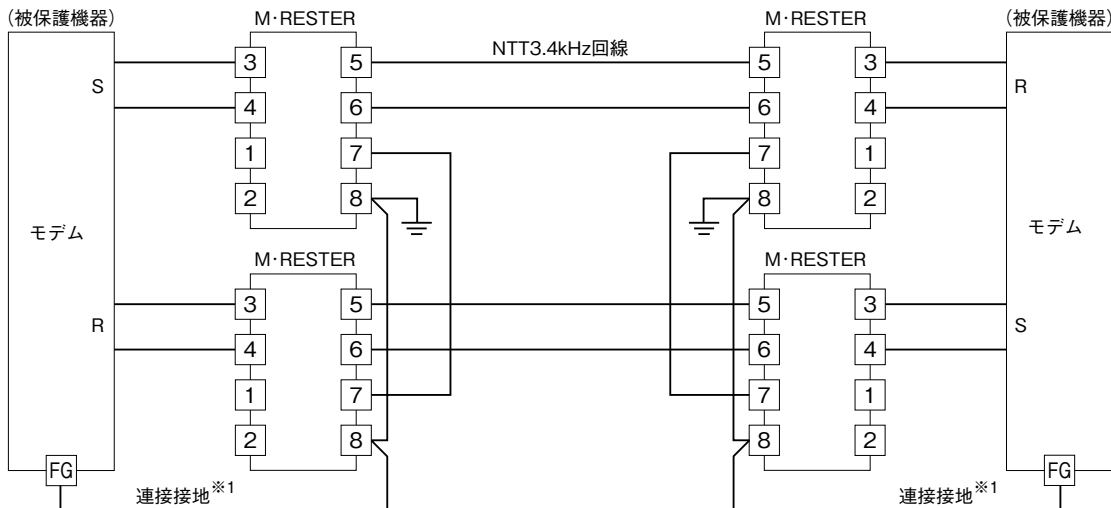 (被保護機器) M·RESTER M·RESTER (被保護機器)
NTT3.4kHz回線
3 5 5 3
S R
4 6 6 4
1 7 7 1
2 8 8 2
モデム モデム
M·RESTER M·RESTER
3 5 5 3
R S
4 6 6 4
1 7 7 1
2 8 8 2
FG FG
連接接地※1 連接接地※1